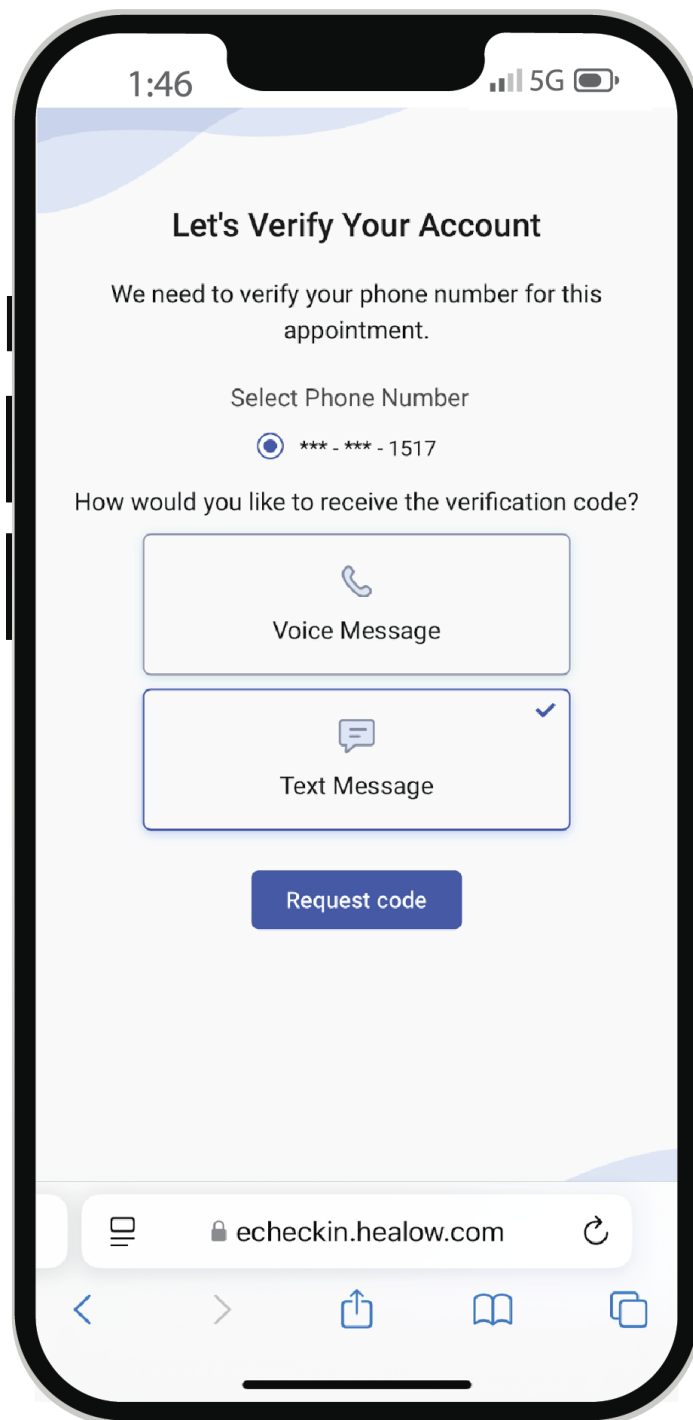 1:46
5G
Let's Verify Your Account
We need to verify your phone number for this
appointment.
Select Phone Number
*** - *** - 1517
How would you like to receive the verification code?
Voice Message
Text Message
Request code
echeckin.healow.com